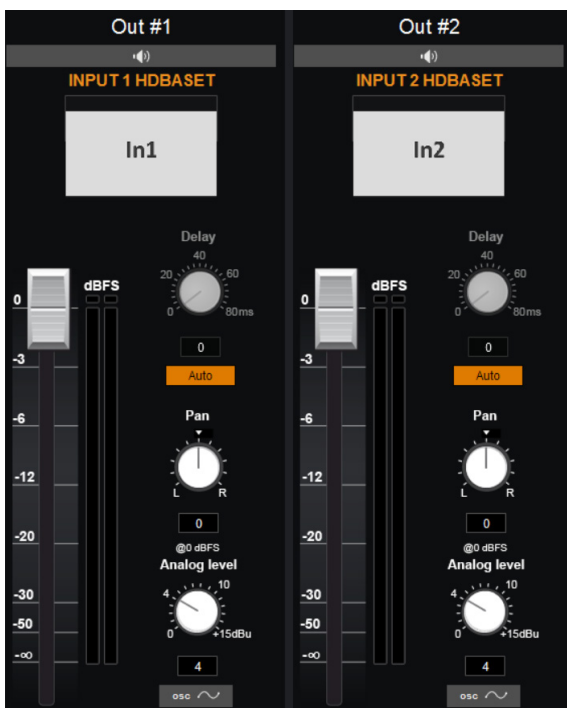 Out #1
INPUT 1 HDBASET
In1
Delay
40
20
60
0
80ms
dBFS
0
-3
-6
-12
-20
-30
-50
-∞
0
Auto
Pan
L
R
0
@0 dBFS
Analog level
4
10
0
+15dBu
4
osc
Out #2
INPUT 2 HDBASET
In2
Delay
40
20
60
0
80ms
dBFS
0
-3
-6
-12
-20
-30
-50
-∞
0
Auto
Pan
L
R
0
@0 dBFS
Analog level
4
10
0
+15dBu
4
osc